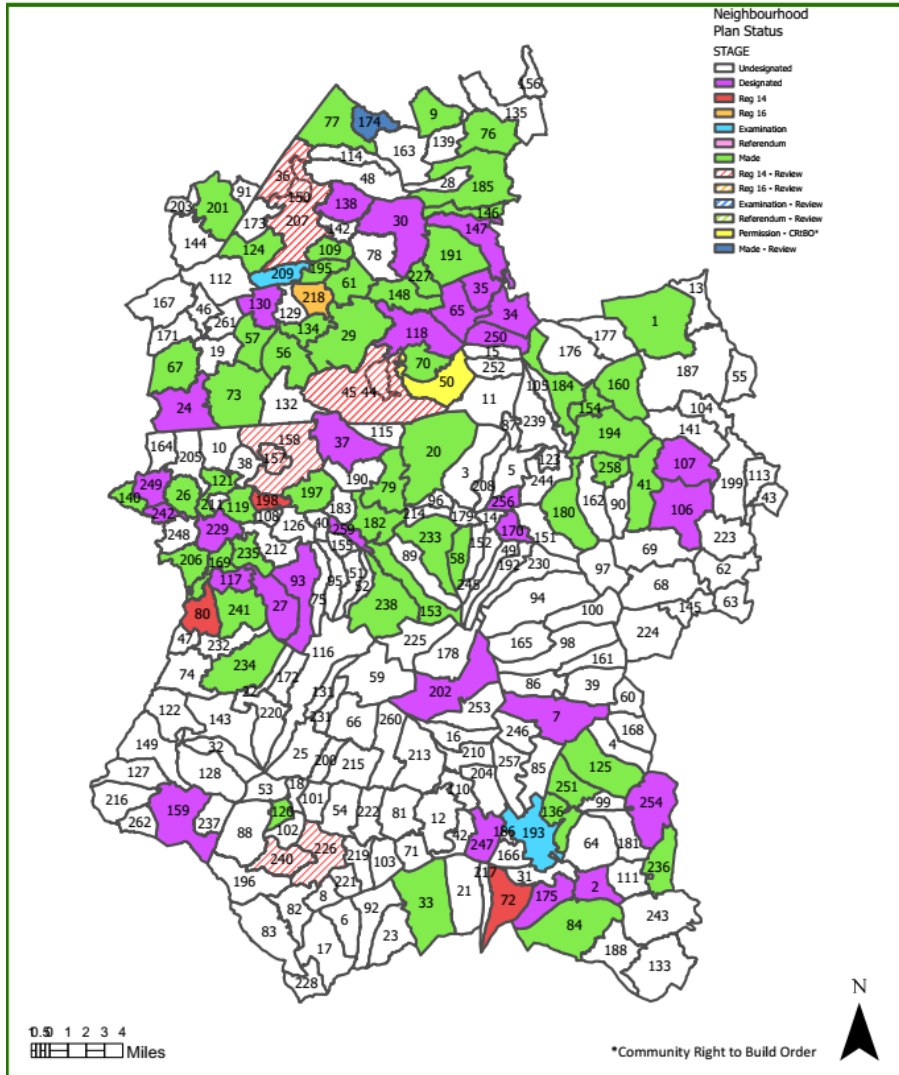 Neighbourhood
Plan Status
STAGE
Undesignated
Designated
Reg 14
Reg 16
Examination
Referendum
Made
Reg 14 - Review
Reg 16 - Review
Examination - Review
Referendum - Review
Permission - CRtBO*
Made - Review
156
135
77 174 9 76
163 139
114
36 48 28 185
150
91
203 201 138 30 146
173 207 142 147
144 124 109 78 191
112 209 195 227
61 148 35
167 130 218 65 34
46 129
261 134 29 118 250
171 57
19 56 15
67 70 252
73 45 44 50
24 132 11
13
1
177
176
187
55
105 184 160
154 104
239 194 141
87
115
164 10 158 37 20
205 38 157 190 3 5 123 258 107
249 121 79 208 244 41 199 113
140 26 198 197 96 256 162 90 43
242 211 119 183 214 179 14 180 106
108 40 182 170 151
229 126 259 233 152 223
248 235 212 155 58 49 69
206 169 89 192 230 97 62
117 93 51 245
95 52 68
80 241 27 75 238 153 94 100 145 63
47 232 225 224
116 178 165 98
234 161
74 172 59 86 39
22 131 202 60
122 143 220 253 7
231 66 260 168
149 32 16 246 4
25 200 215 213 210
127 128 257 85 125
204
18 251
216 53 101 54 222 81 110 99 254
159 120 12 136
262 237 88 102 186 193
42 247 64 181
226 71 166
240 219 103 236
196 221 217 31 111
8 175 2
82 92 33 21 72
83 6 243
84
17 23 188
133
228
N
Miles
*Community Right to Build Order